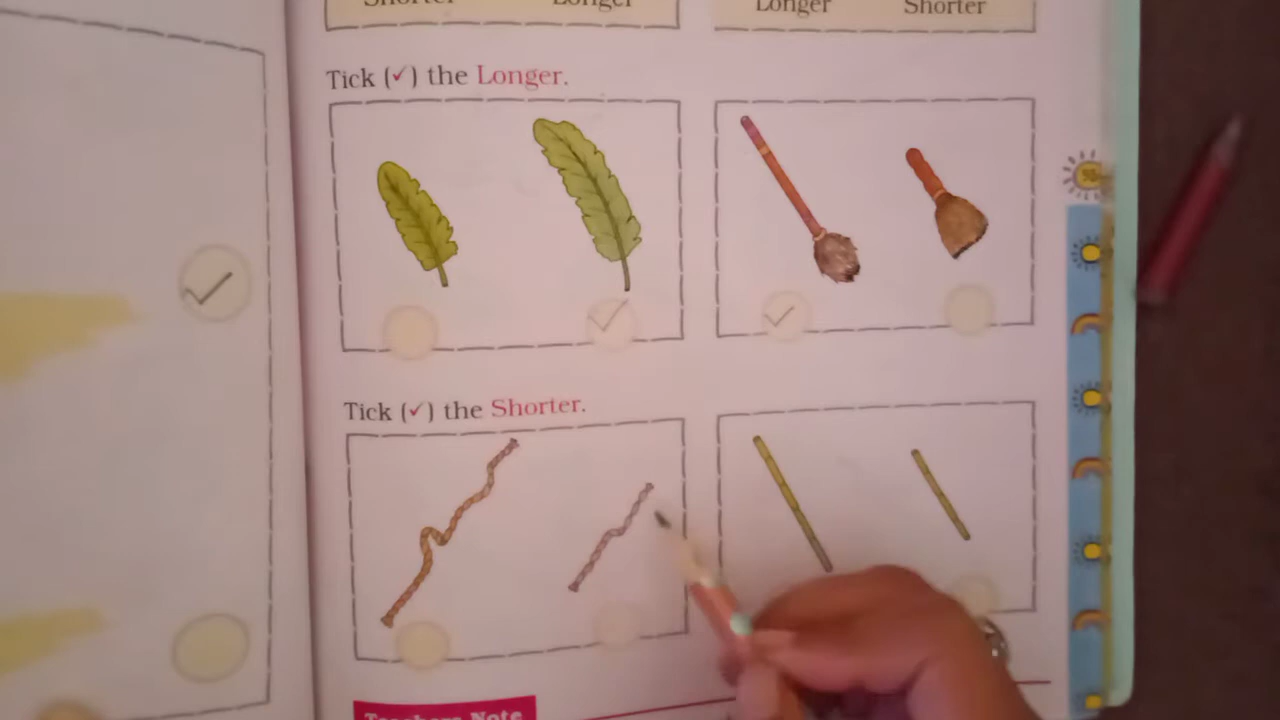 Shorter Longer Longer Shorter
Tick (✓) the Longer.
Tick (✓) the Shorter.
Teachers Note